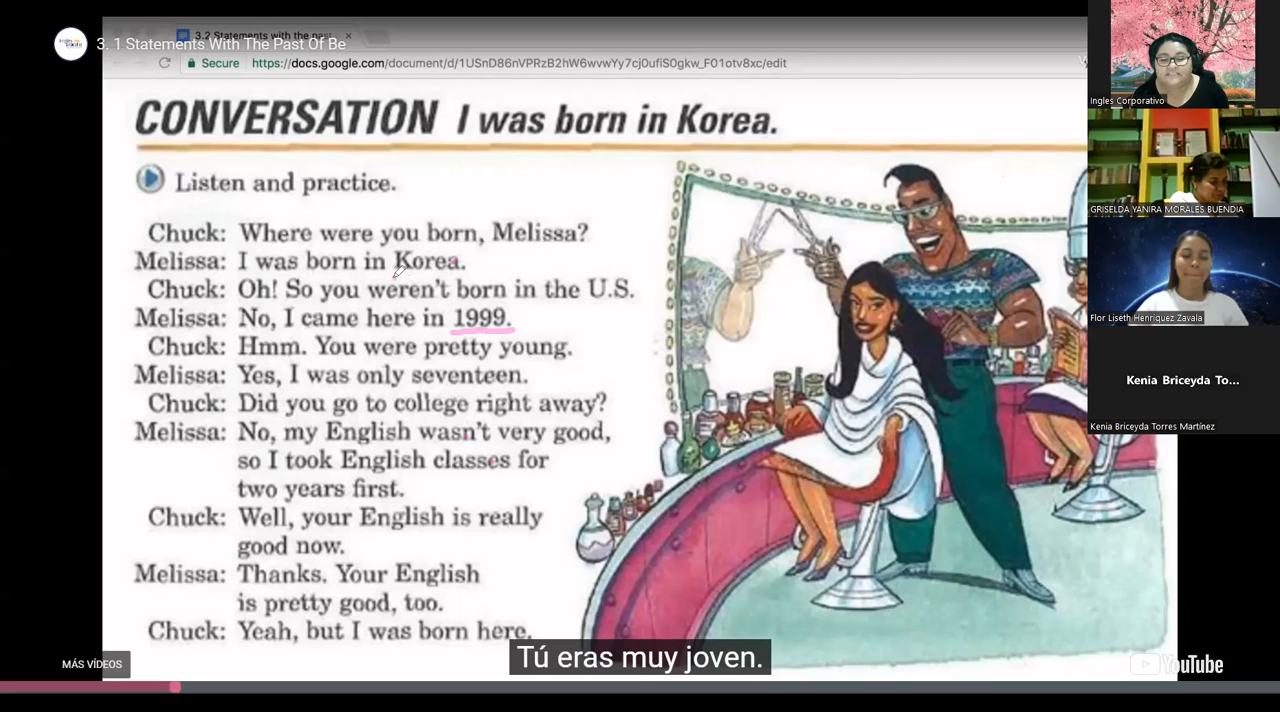 3.2 Statements with the past
3. 1 Statements With The Past Of Be
Secure https://docs.google.com/document/d/1USnD86nVPRzB2hW6wvwYy7cj0ufiS0gkw_F01otv8xc/edit
CONVERSATION I was born in Korea.
Listen and practice.
Chuck: Where were you born, Melissa?
Melissa: I was born in Korea.
Chuck: Oh! So you weren't born in the U.S.
Melissa: No, I came here in 1999.
Chuck: Hmm. You were pretty young.
Melissa: Yes, I was only seventeen.
Chuck: Did you go to college right away?
Melissa: No, my English wasn't very good,
so I took English classes for
two years first.
Chuck: Well, your English is really
good now.
Melissa: Thanks. Your English
is pretty good, too.
Chuck: Yeah, but I was born here.
Tú eras muy joven.
MÁS VÍDEOS
YouTube
Ingles Corporativo
GRISELDA YANIRA MORALES BUENDIA
Flor Liseth Henriquez Zavala
Kenia Briceyda To...
Kenia Briceyda Torres Martínez